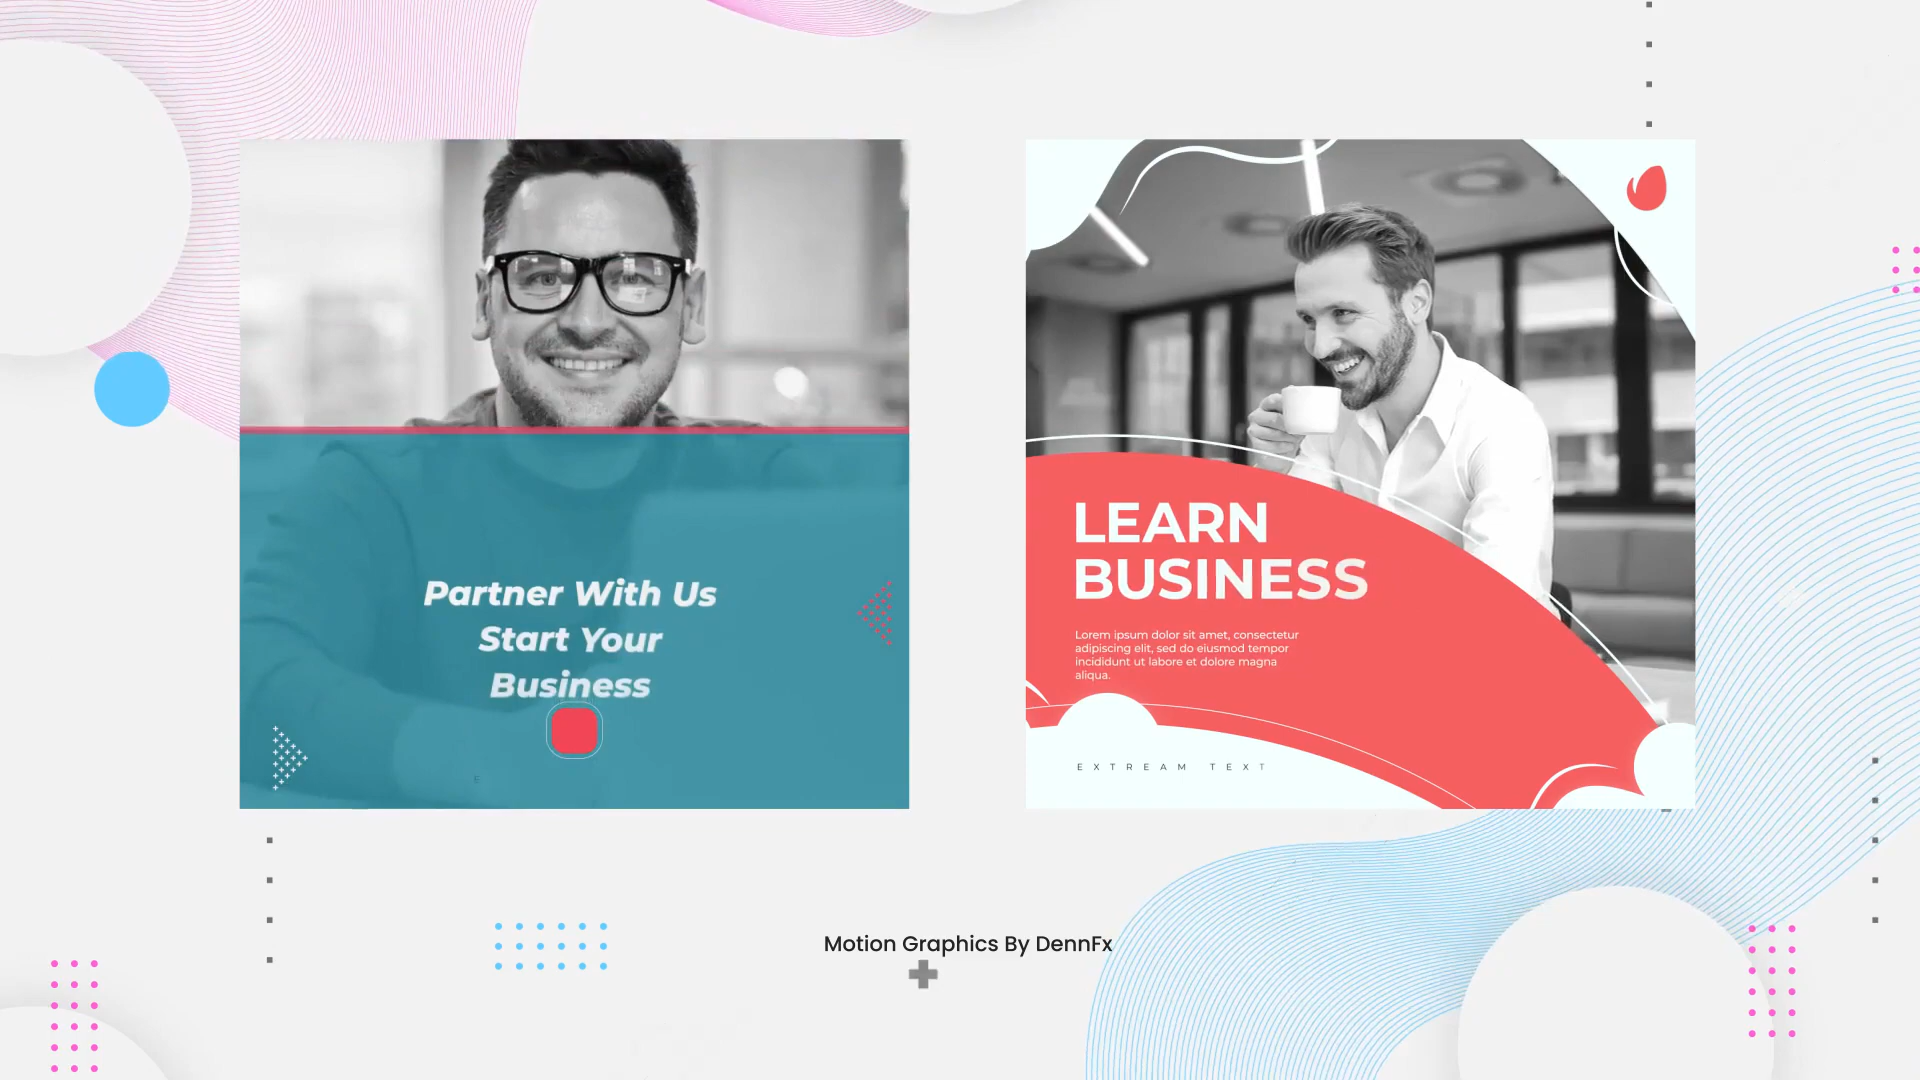 Partner With Us
Start Your
Business
E
LEARN
BUSINESS
Lorem ipsum dolor sit amet, consectetur
adipiscing elit, sed do eiusmod tempor
incididunt ut labore et dolore magna
aliqua.
EXTREAM TEXT
Motion Graphics By DennFx